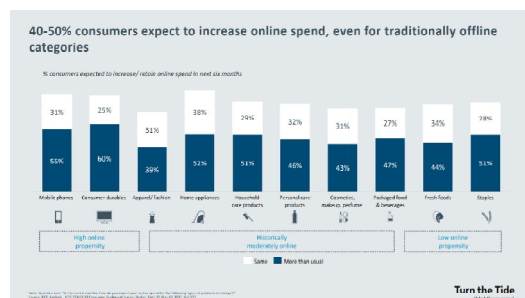 40-50% consumers expect to increase online spend, even for traditionally offline
categories
% consumers expected to increase/ retain online spend in next six months
31% 25% 51% 38% 29% 32% 31% 27% 34% 28%
60% 39% 52% 51% 46% 43% 47% 44% 51%
Mobile phones Consumer durables Apparel/ fashion Home appliances Household Personal care Cosmetics, Packaged food Fresh foods Staples
care products products makeup, perfume & beverages
High online Historically Low online
propensity moderately online propensity
Same More than usual
Turn the Tide